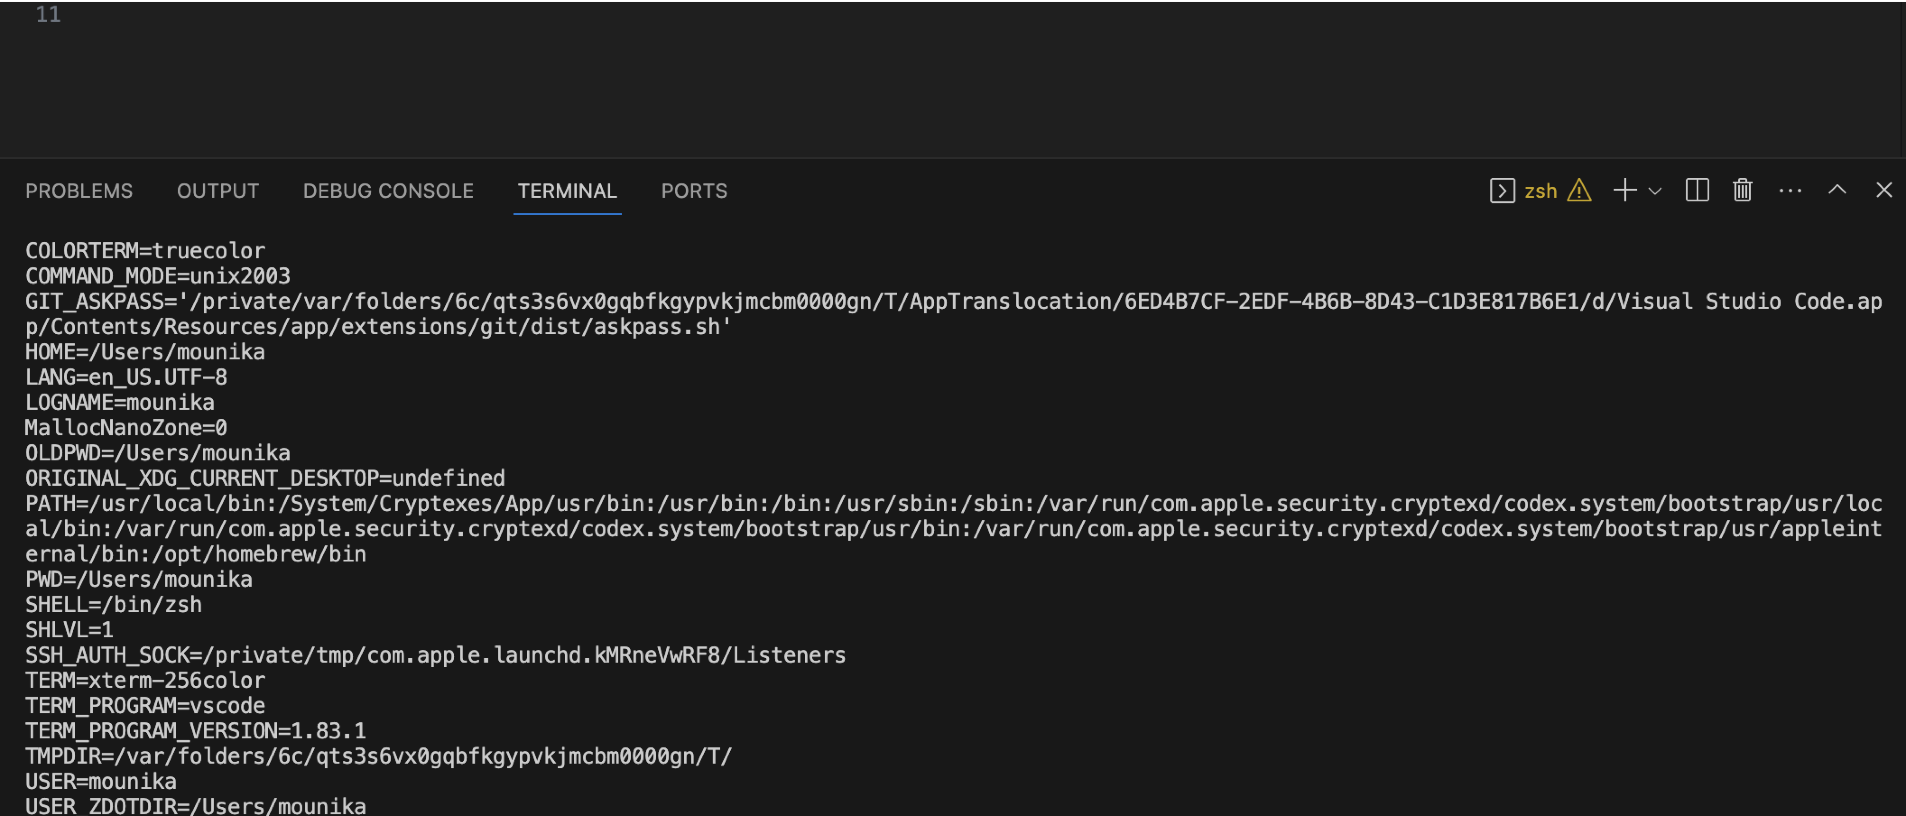 11
PROBLEMS OUTPUT DEBUG CONSOLE TERMINAL PORTS zsh
COLORTERM=truecolor
COMMAND_MODE=unix2003
GIT_ASKPASS='/private/var/folders/6c/qts3s6vx0gqbfkgypvkjmcbm0000gn/T/AppTranslocation/6ED4B7CF-2EDF-4B6B-8D43-C1D3E817B6E1/d/Visual Studio Code.ap
p/Contents/Resources/app/extensions/git/dist/askpass.sh'
HOME=/Users/mounika
LANG=en_US.UTF-8
LOGNAME=mounika
MallocNanoZone=0
OLDPWD=/Users/mounika
ORIGINAL_XDG_CURRENT_DESKTOP=undefined
PATH=/usr/local/bin:/System/Cryptexes/App/usr/bin:/usr/bin:/bin:/usr/sbin:/sbin:/var/run/com.apple.security.cryptexd/codex.system/bootstrap/usr/loc
al/bin:/var/run/com.apple.security.cryptexd/codex.system/bootstrap/usr/bin:/var/run/com.apple.security.cryptexd/codex.system/bootstrap/usr/appleint
ernal/bin:/opt/homebrew/bin
PWD=/Users/mounika
SHELL=/bin/zsh
SHLVL=1
SSH_AUTH_SOCK=/private/tmp/com.apple.launchd.kMRneVwRF8/Listeners
TERM=xterm-256color
TERM_PROGRAM=vscode
TERM_PROGRAM_VERSION=1.83.1
TMPDIR=/var/folders/6c/qts3s6vx0gqbfkgypvkjmcbm0000gn/T/
USER=mounika
USER_ZDOTDIR=/Users/mounika